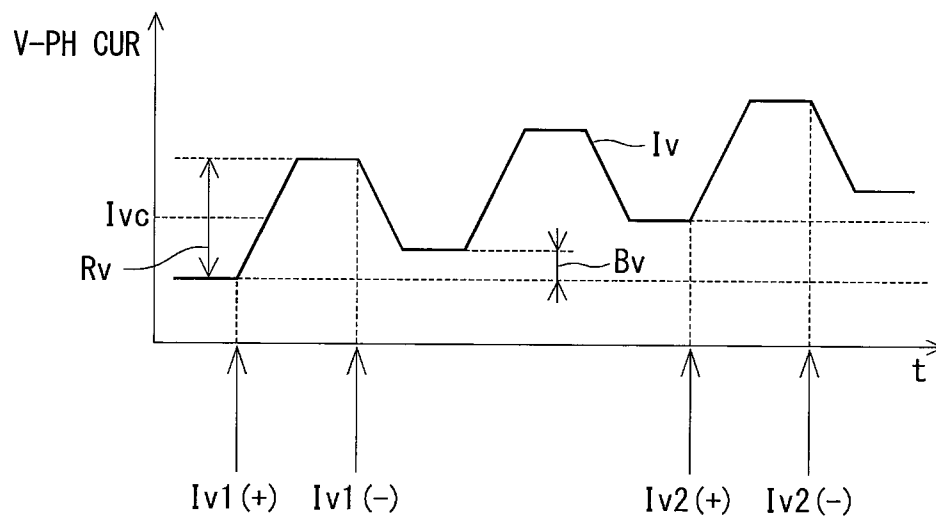 V-PH CUR
Iv
Ivc
Rv
Bv
t
Iv1(+) Iv1(-) Iv2(+) Iv2(-)